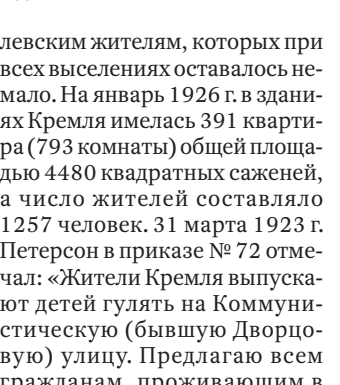 левским жителям, которых при
всех выселениях оставалось не-
мало. На январь 1926 г. в здани-
ях Кремля имелась 391 кварти-
ра (793 комнаты) общей площа-
дью 4480 квадратных саженей,
а число жителей составляло
1257 человек. 31 марта 1923 г.
Петерсон в приказе № 72 отме-
чал: «Жители Кремля выпуска-
ют детей гулять на Коммуни-
стическую (бывшую Дворцо-
вую) улицу. Предлагаю всем
гражданам, проживающим в